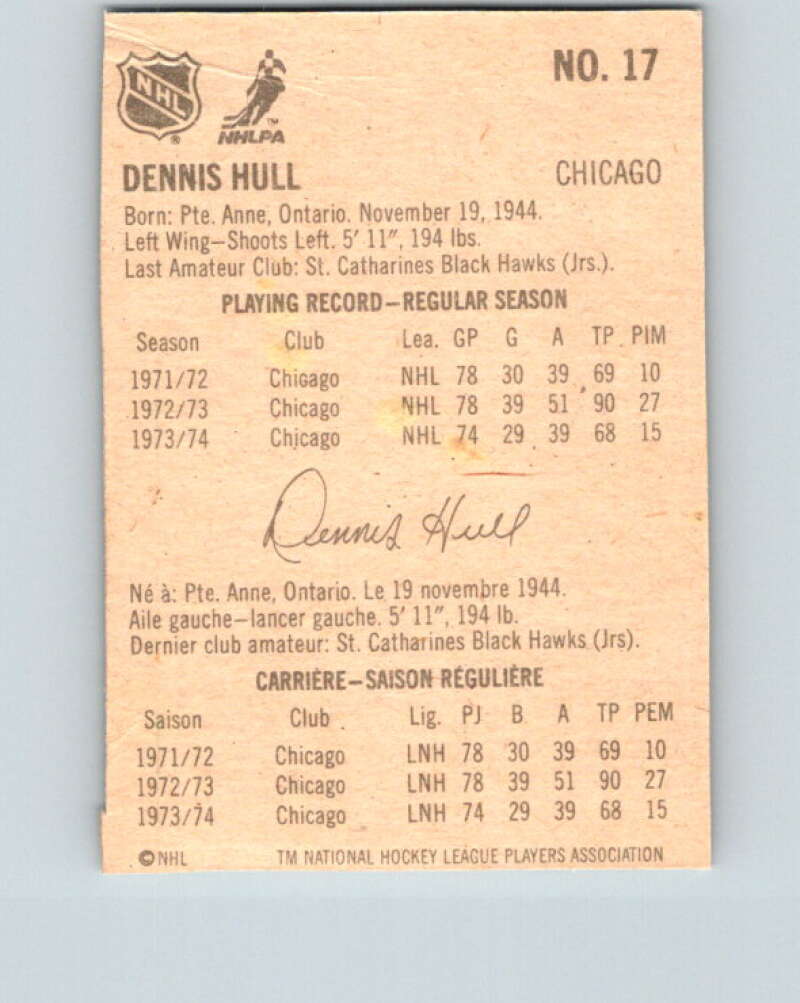 NHL
®
TM
NHLPA
NO. 17
DENNIS HULL CHICAGO
Born: Pte. Anne, Ontario. November 19, 1944.
Left Wing—Shoots Left. 5' 11", 194 lbs.
Last Amateur Club: St. Catharines Black Hawks (Jrs.).
PLAYING RECORD—REGULAR SEASON
Season Club Lea. GP G A TP PIM
1971/72 Chicago NHL 78 30 39 69 10
1972/73 Chicago NHL 78 39 51 90 27
1973/74 Chicago NHL 74 29 39 68 15
Dennis Hull
Né à: Pte. Anne, Ontario. Le 19 novembre 1944.
Aile gauche—lancer gauche. 5' 11", 194 lb.
Dernier club amateur: St. Catharines Black Hawks (Jrs).
CARRIÈRE—SAISON RÉGULIÈRE
Saison Club Lig. PJ B A TP PEM
1971/72 Chicago LNH 78 30 39 69 10
1972/73 Chicago LNH 78 39 51 90 27
1973/74 Chicago LNH 74 29 39 68 15
©NHL TM NATIONAL HOCKEY LEAGUE PLAYERS ASSOCIATION